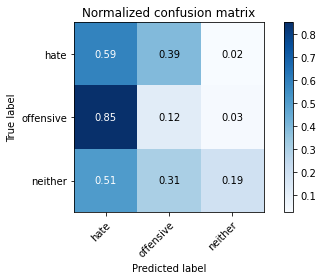 Normalized confusion matrix
True label
hate 0.59 0.39 0.02
offensive 0.85 0.12 0.03
neither 0.51 0.31 0.19
hate offensive neither
Predicted label
0.8
0.7
0.6
0.5
0.4
0.3
0.2
0.1